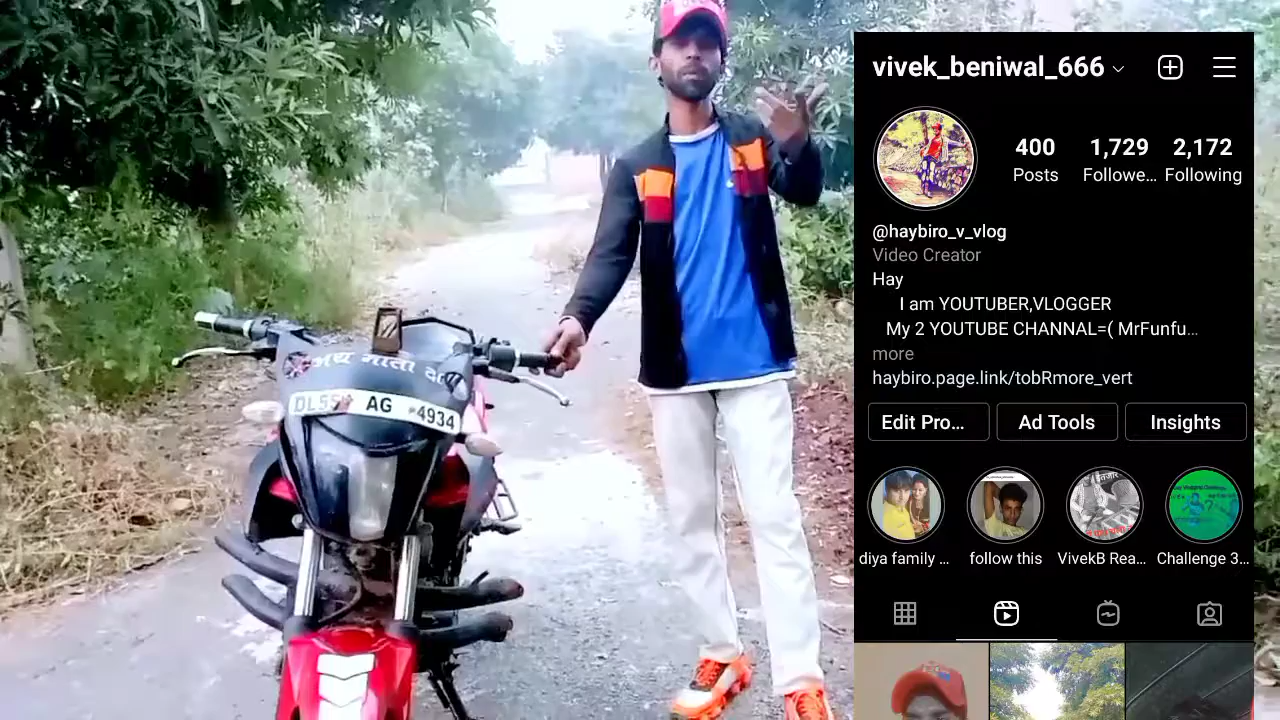 जय माता दी
DL5S AG 4934
vivek_beniwal_666
400
Posts
1,729
Followe...
2,172
Following
@haybiro_v_vlog
Video Creator
Hay
I am YOUTUBER,VLOGGER
My 2 YOUTUBE CHANNAL=( MrFunfu...
more
haybiro.page.link/tobRmore_vert
Edit Pro...
Ad Tools
Insights
diya family ...
follow this
VivekB Rea...
Challenge 3...